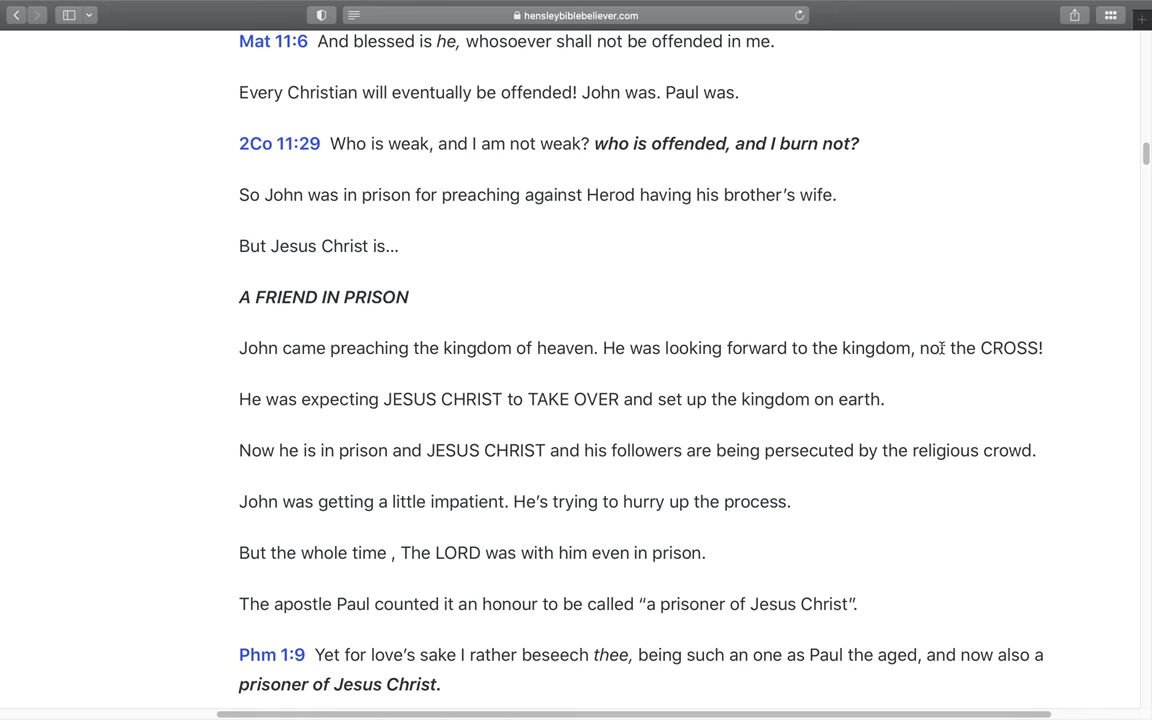 hensleybiblebeliever.com
Mat 11:6 And blessed is he, whosoever shall not be offended in me.
Every Christian will eventually be offended! John was. Paul was.
2Co 11:29 Who is weak, and I am not weak? who is offended, and I burn not?
So John was in prison for preaching against Herod having his brother’s wife.
But Jesus Christ is...
A FRIEND IN PRISON
John came preaching the kingdom of heaven. He was looking forward to the kingdom, not the CROSS!
He was expecting JESUS CHRIST to TAKE OVER and set up the kingdom on earth.
Now he is in prison and JESUS CHRIST and his followers are being persecuted by the religious crowd.
John was getting a little impatient. He’s trying to hurry up the process.
But the whole time , The LORD was with him even in prison.
The apostle Paul counted it an honour to be called “a prisoner of Jesus Christ”.
Phm 1:9 Yet for love’s sake I rather beseech thee, being such an one as Paul the aged, and now also a
prisoner of Jesus Christ.